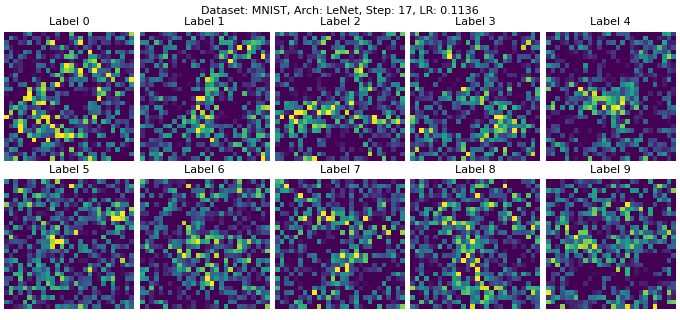 Dataset: MNIST, Arch: LeNet, Step: 17, LR: 0.1136
Label 0 Label 1 Label 2 Label 3 Label 4
Label 5 Label 6 Label 7 Label 8 Label 9